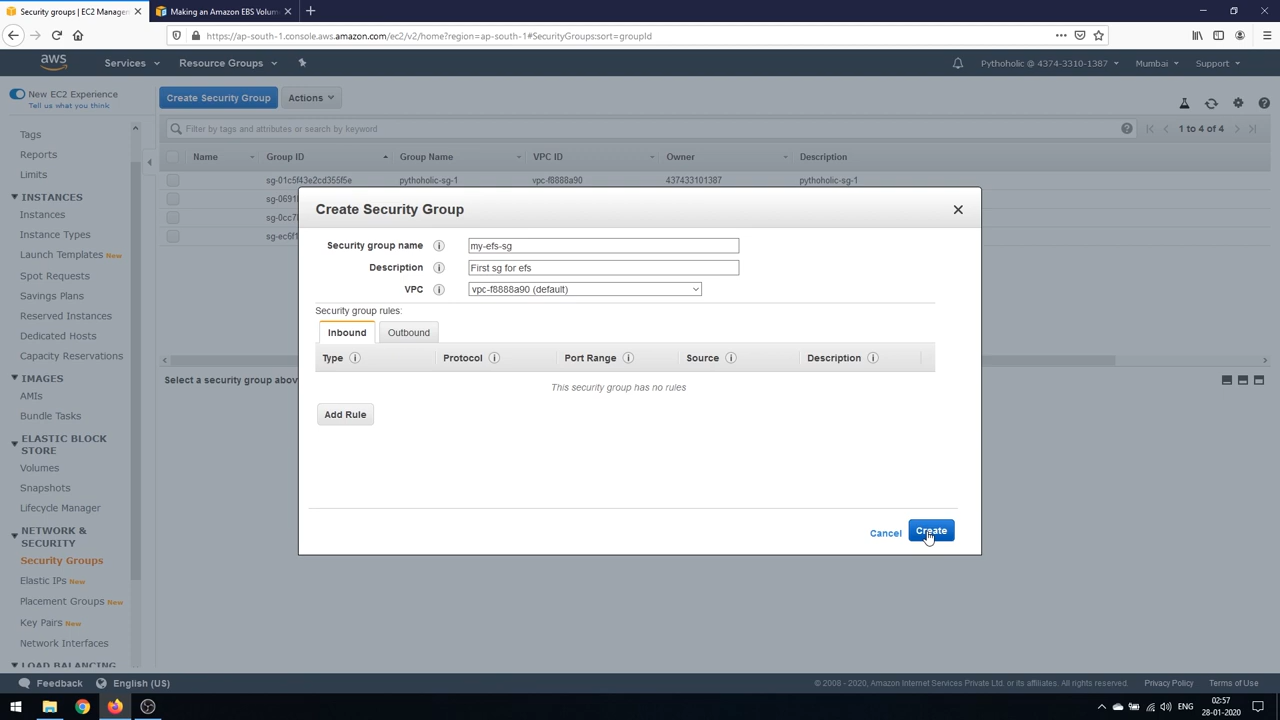 Security groups | EC2 Manager
Making an Amazon EBS Volum
https://ap-south-1.console.aws.amazon.com/ec2/v2/home?region=ap-south-1#SecurityGroups:sort=groupId
aws
Services
Resource Groups
Pythoholic @ 4374-3310-1387
Mumbai
Support
New EC2 Experience
Tell us what you think
Create Security Group
Actions
Tags
Reports
Limits
INSTANCES
Instances
Instance Types
Launch Templates New
Spot Requests
Savings Plans
Reserved Instances
Dedicated Hosts
Capacity Reservations
IMAGES
AMIs
Bundle Tasks
ELASTIC BLOCK
STORE
Volumes
Snapshots
Lifecycle Manager
NETWORK &
SECURITY
Security Groups
Elastic IPs New
Placement Groups New
Key Pairs New
Network Interfaces
LOAD BALANCING
Filter by tags and attributes or search by keyword
1 to 4 of 4
Name
Group ID
Group Name
VPC ID
Owner
Description
sg-01c5f43e2cd355f5e
pythoholic-sg-1
vpc-f8888a90
437433101387
pythoholic-sg-1
Select a security group abov
Create Security Group
Security group name
my-efs-sg
Description
First sg for efs
VPC
vpc-f8888a90 (default)
Security group rules:
Inbound
Outbound
Type
Protocol
Port Range
Source
Description
This security group has no rules
Add Rule
Cancel
Create
Feedback
English (US)
© 2008 - 2020, Amazon Internet Services Private Ltd. or its affiliates. All rights reserved.
Privacy Policy
Terms of Use
ENG
02:57
28-01-2020